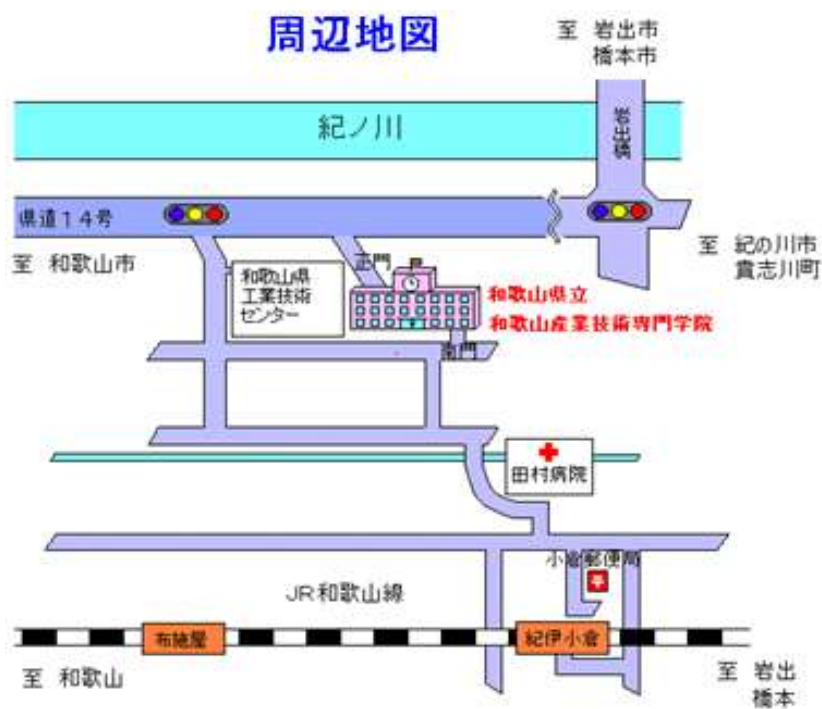 周辺地図
至 岩出市
橋本市
紀ノ川
岩出橋
県道14号
至 和歌山市
正門
至 紀の川市
貴志川町
和歌山県
工業技術
センター
和歌山県立
和歌山産業技術専門学院
南門
田村病院
小倉郵便局
JR和歌山線
布施屋
紀伊小倉
至 和歌山
至 岩出
橋本